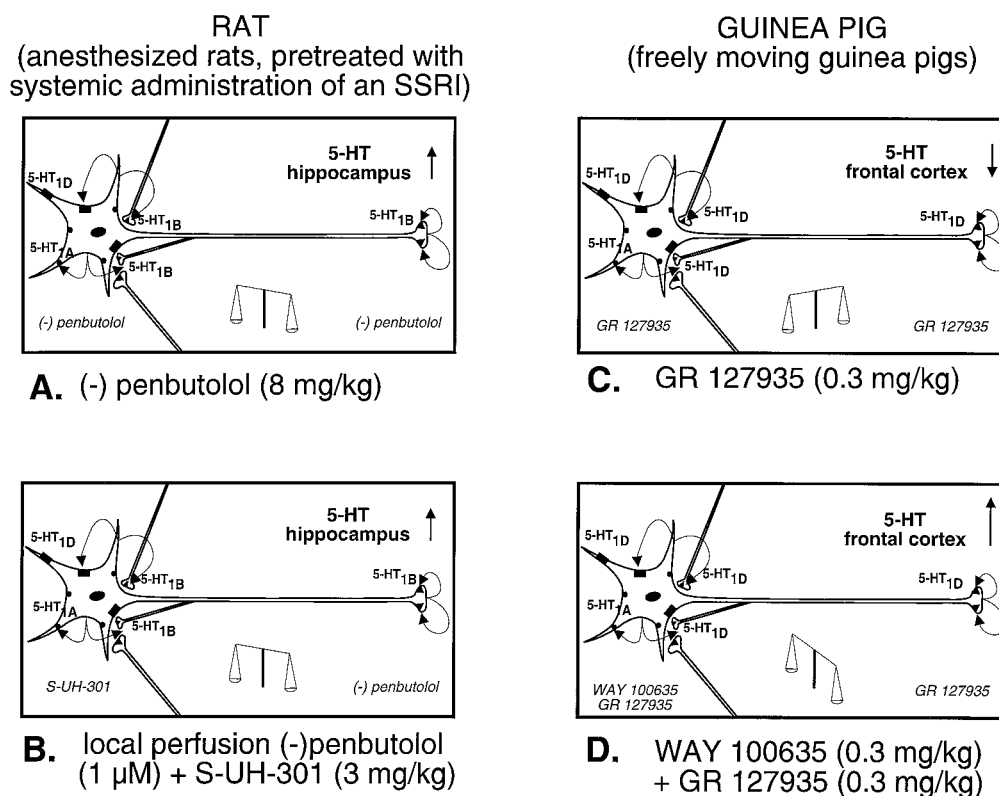 RAT
(anesthesized rats, pretreated with
systemic administration of an SSRI)
5-HT1D
5-HT1B
5-HT
hippocampus
5-HT1B
5-HT1A
5-HT1B
(-) penbutolol
(-) penbutolol
A. (-) penbutolol (8 mg/kg)
5-HT1D
5-HT1B
5-HT
hippocampus
5-HT1B
5-HT1A
5-HT1B
S-UH-301
(-) penbutolol
B. local perfusion (-)penbutolol
(1 µM) + S-UH-301 (3 mg/kg)
GUINEA PIG
(freely moving guinea pigs)
5-HT1D
5-HT1D
5-HT
frontal cortex
5-HT1D
5-HT1A
5-HT1D
GR 127935
GR 127935
C. GR 127935 (0.3 mg/kg)
5-HT1D
5-HT1D
5-HT
frontal cortex
5-HT1D
5-HT1A
5-HT1D
WAY 100635
GR 127935
GR 127935
D. WAY 100635 (0.3 mg/kg)
+ GR 127935 (0.3 mg/kg)